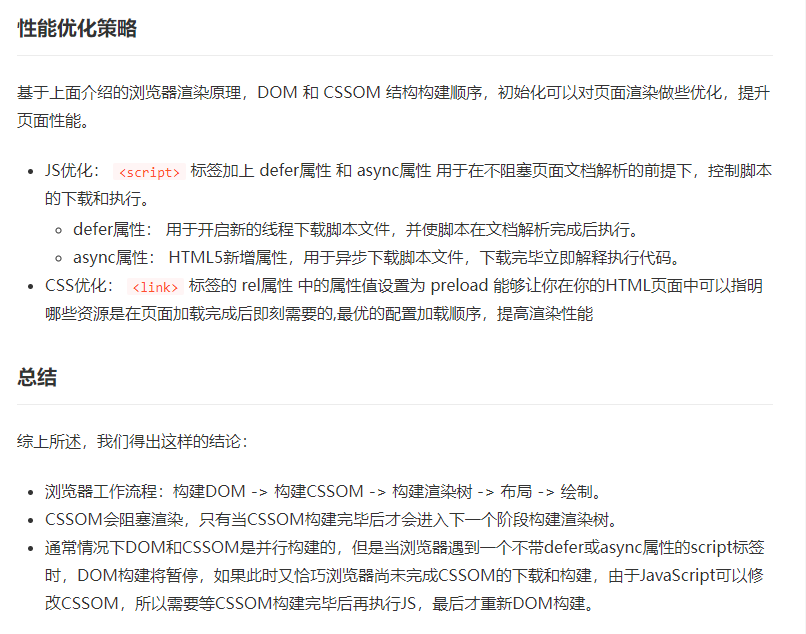 性能优化策略
基于上面介绍的浏览器渲染原理，DOM 和 CSSOM 结构构建顺序，初始化可以对页面渲染做些优化，提升
页面性能。
JS优化： <script> 标签加上 defer属性 和 async属性 用于在不阻塞页面文档解析的前提下，控制脚本
的下载和执行。
defer属性： 用于开启新的线程下载脚本文件，并使脚本在文档解析完成后执行。
async属性： HTML5新增属性，用于异步下载脚本文件，下载完毕立即解释执行代码。
CSS优化： <link> 标签的 rel属性 中的属性值设置为 preload 能够让你在你的HTML页面中可以指明
哪些资源是在页面加载完成后即刻需要的,最优的配置加载顺序，提高渲染性能
总结
综上所述，我们得出这样的结论：
浏览器工作流程：构建DOM -> 构建CSSOM -> 构建渲染树 -> 布局 -> 绘制。
CSSOM会阻塞渲染，只有当CSSOM构建完毕后才会进入下一个阶段构建渲染树。
通常情况下DOM和CSSOM是并行构建的，但是当浏览器遇到一个不带defer或async属性的script标签
时，DOM构建将暂停，如果此时又恰巧浏览器尚未完成CSSOM的下载和构建，由于JavaScript可以修
改CSSOM，所以需要等CSSOM构建完毕后再执行JS，最后才重新DOM构建。